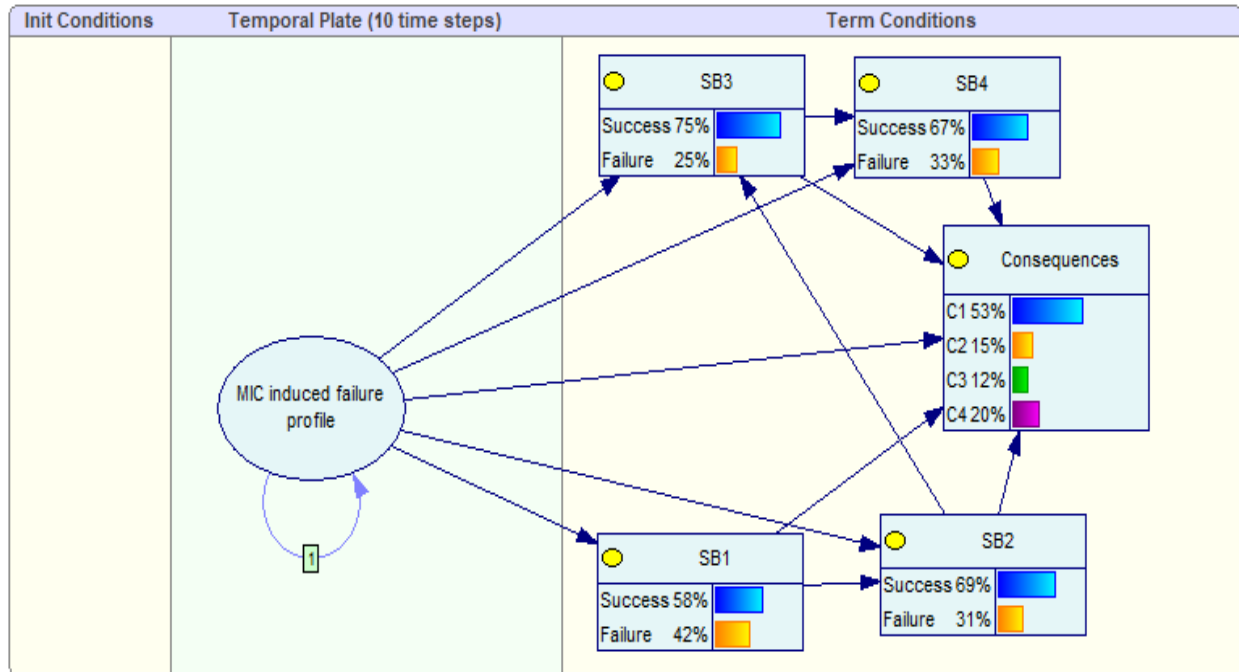 Init Conditions
Temporal Plate (10 time steps)
Term Conditions
SB3
Success 75%
Failure 25%
SB4
Success 67%
Failure 33%
Consequences
C1 53%
C2 15%
C3 12%
C4 20%
MIC induced failure
profile
1
SB1
Success 58%
Failure 42%
SB2
Success 69%
Failure 31%